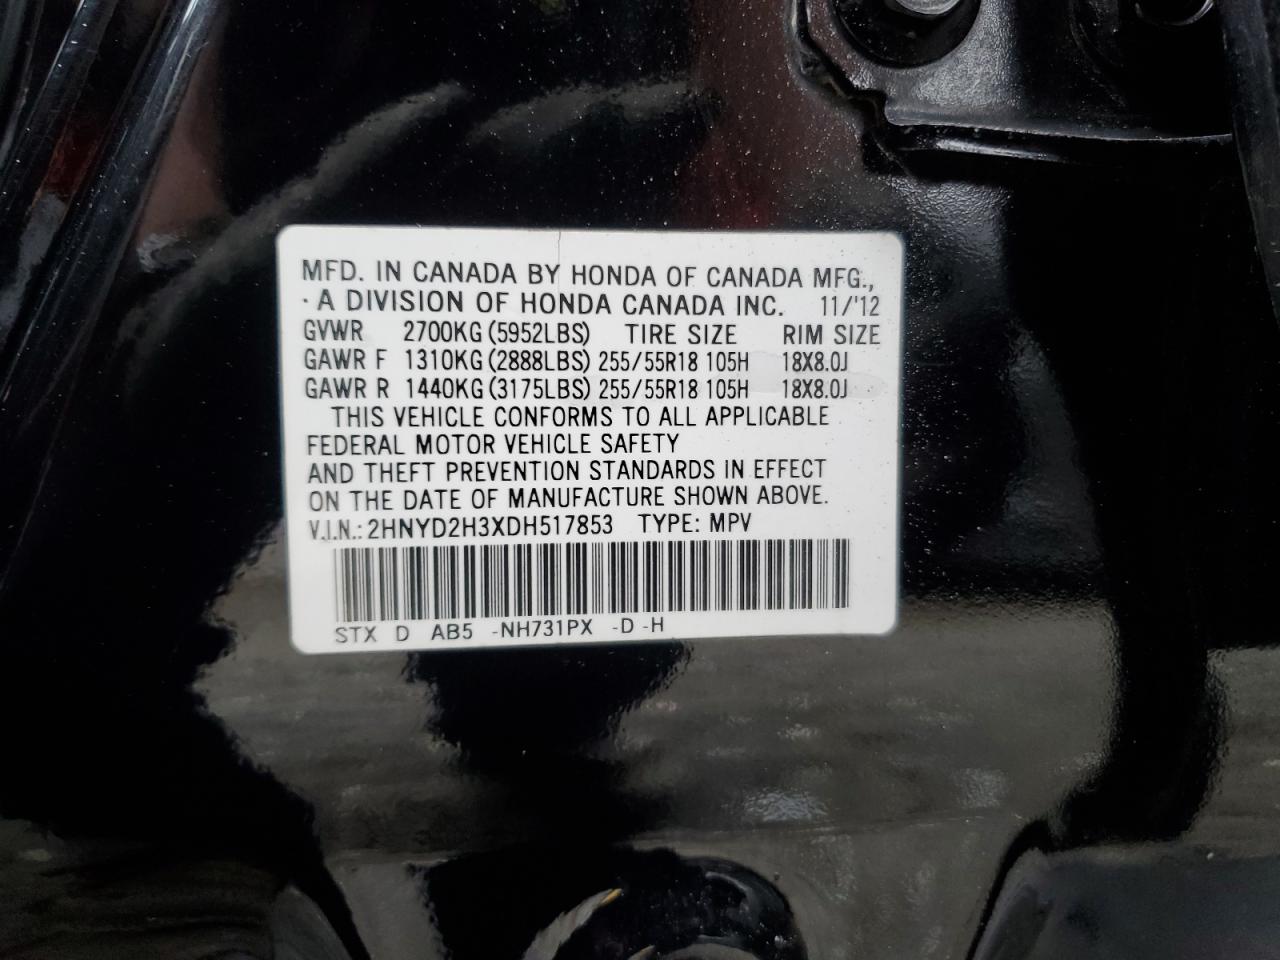 MFD. IN CANADA BY HONDA OF CANADA MFG.,
· A DIVISION OF HONDA CANADA INC. 11/'12
GVWR 2700KG (5952LBS) TIRE SIZE RIM SIZE
GAWR F 1310KG (2888LBS) 255/55R18 105H 18X8.0J
GAWR R 1440KG (3175LBS) 255/55R18 105H 18X8.0J
THIS VEHICLE CONFORMS TO ALL APPLICABLE
FEDERAL MOTOR VEHICLE SAFETY
AND THEFT PREVENTION STANDARDS IN EFFECT
ON THE DATE OF MANUFACTURE SHOWN ABOVE.
V.I.N.: 2HNYD2H3XDH517853 TYPE: MPV
STX D AB5 -NH731PX -D -H